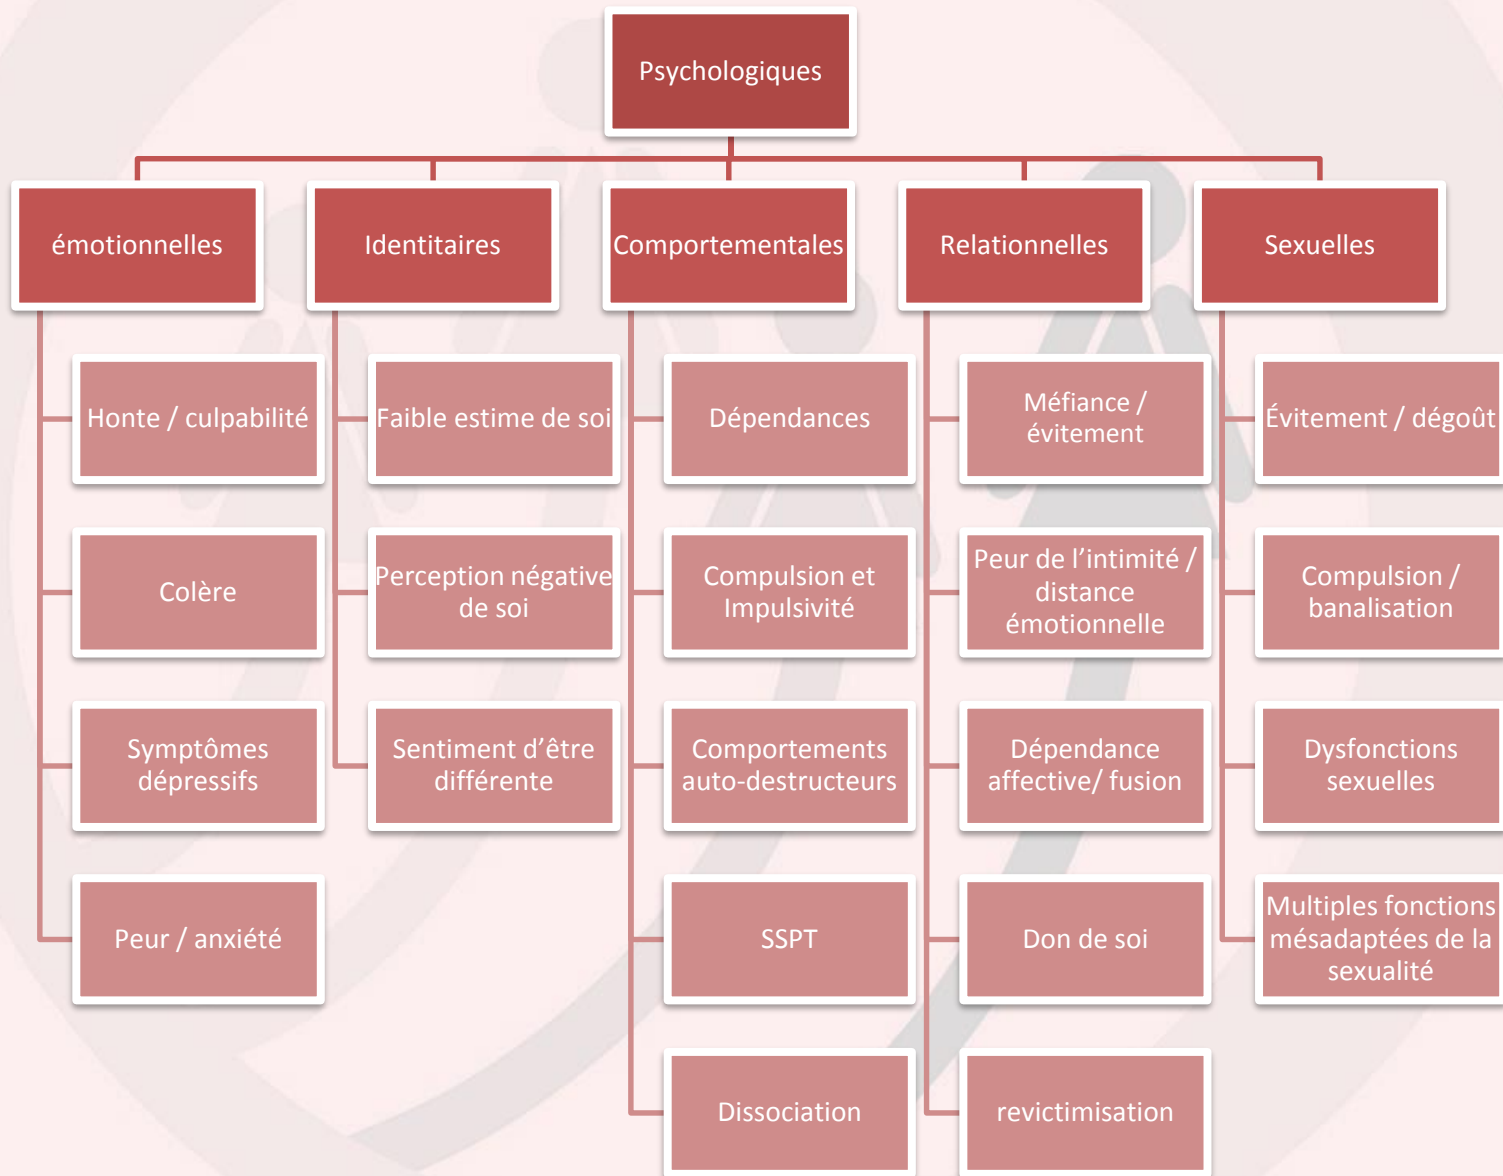 Psychologiques
émotionnelles
Honte / culpabilité
Colère
Symptômes
dépressifs
Peur / anxiété
Identitaires
Faible estime de soi
Perception négative
de soi
Sentiment d’être
différente
Comportementales
Dépendances
Compulsion et
Impulsivité
Comportements
auto-destructeurs
SSPT
Dissociation
Relationnelles
Méfiance /
évitement
Peur de l’intimité /
distance
émotionnelle
Dépendance
affective/ fusion
Don de soi
revictimisation
Sexuelles
Évitement / dégoût
Compulsion /
banalisation
Dysfonctions
sexuelles
Multiples fonctions
mésadaptées de la
sexualité